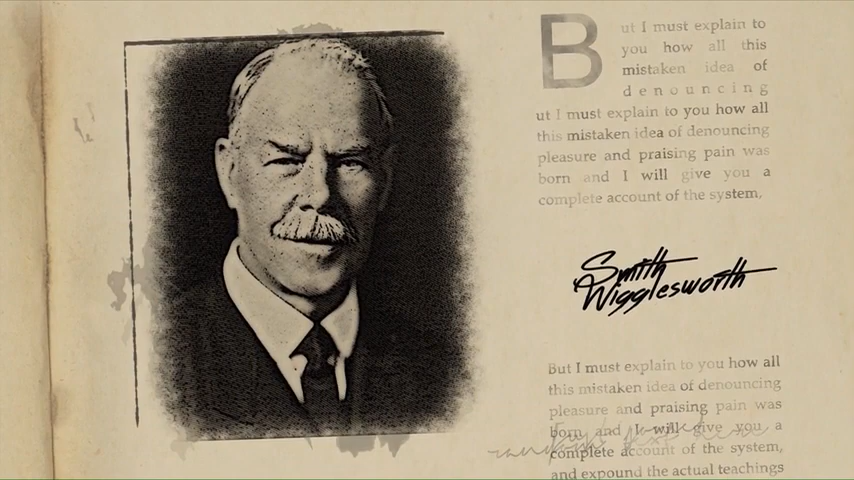 But I must explain to
you how all this
mistaken idea of
denouncing
ut I must explain to you how all
this mistaken idea of denouncing
pleasure and praising pain was
born and I will give you a
complete account of the system,
Smith
Wigglesworth
But I must explain to you how all
this mistaken idea of denouncing
pleasure and praising pain was
born and I will give you a
complete account of the system,
and expound the actual teachings